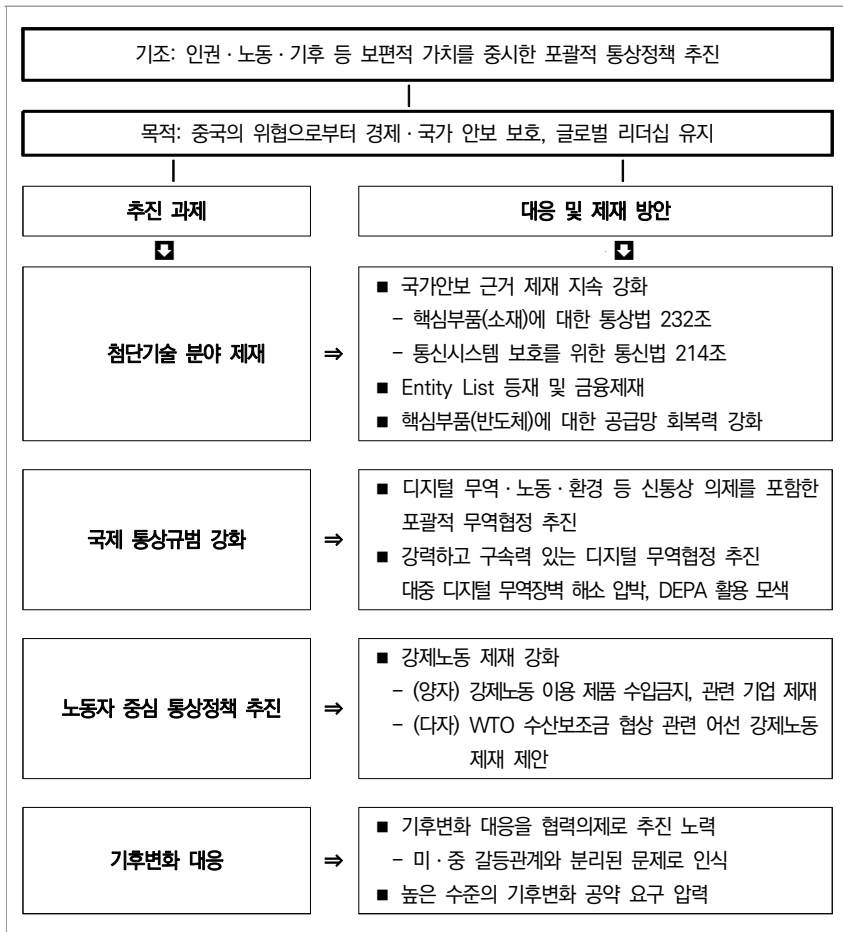 기조: 인권·노동·기후 등 보편적 가치를 중시한 포괄적 통상정책 추진
목적: 중국의 위협으로부터 경제·국가 안보 보호, 글로벌 리더십 유지
추진 과제
대응 및 제재 방안
첨단기술 분야 제재
⇒
■ 국가안보 근거 제재 지속 강화
- 핵심부품(소재)에 대한 통상법 232조
- 통신시스템 보호를 위한 통신법 214조
■ Entity List 등재 및 금융제재
■ 핵심부품(반도체)에 대한 공급망 회복력 강화
국제 통상규범 강화
⇒
■ 디지털 무역·노동·환경 등 신통상 의제를 포함한
포괄적 무역협정 추진
■ 강력하고 구속력 있는 디지털 무역협정 추진
대중 디지털 무역장벽 해소 압박, DEPA 활용 모색
노동자 중심 통상정책 추진
⇒
■ 강제노동 제재 강화
- (양자) 강제노동 이용 제품 수입금지, 관련 기업 제재
- (다자) WTO 수산보조금 협상 관련 어선 강제노동
제재 제안
기후변화 대응
⇒
■ 기후변화 대응을 협력의제로 추진 노력
- 미·중 갈등관계와 분리된 문제로 인식
■ 높은 수준의 기후변화 공약 요구 압력